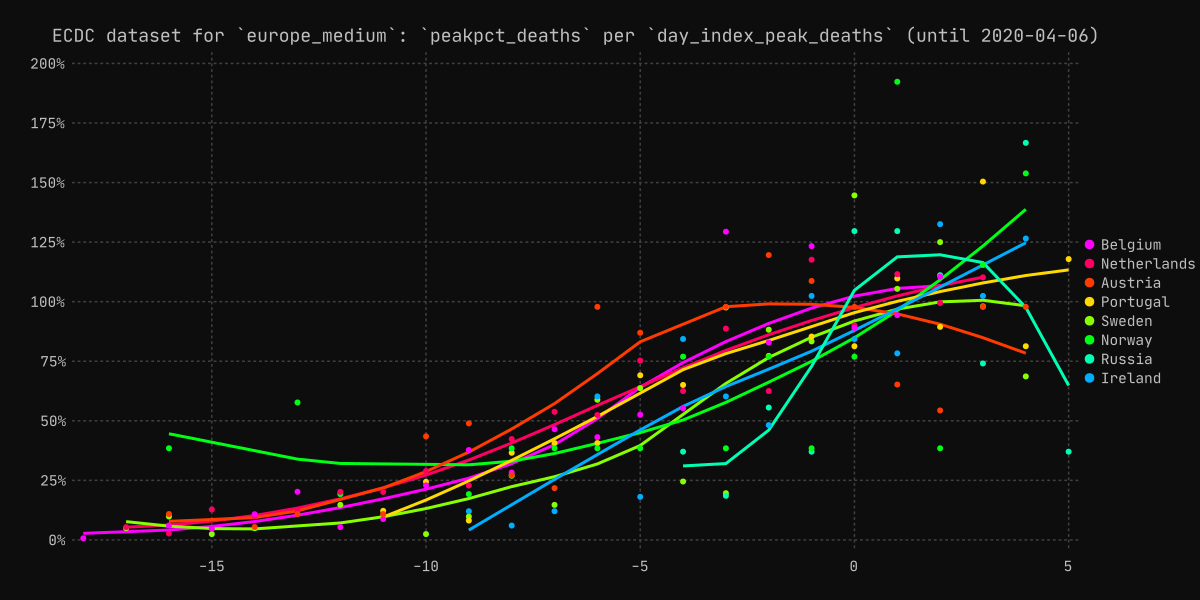 ECDC dataset for `europe_medium`: `peakpct_deaths` per `day_index_peak_deaths` (until 2020-04-06)
200%
175%
150%
125%
100%
75%
50%
25%
0%
−15
−10
−5
0
5
Belgium
Netherlands
Austria
Portugal
Sweden
Norway
Russia
Ireland